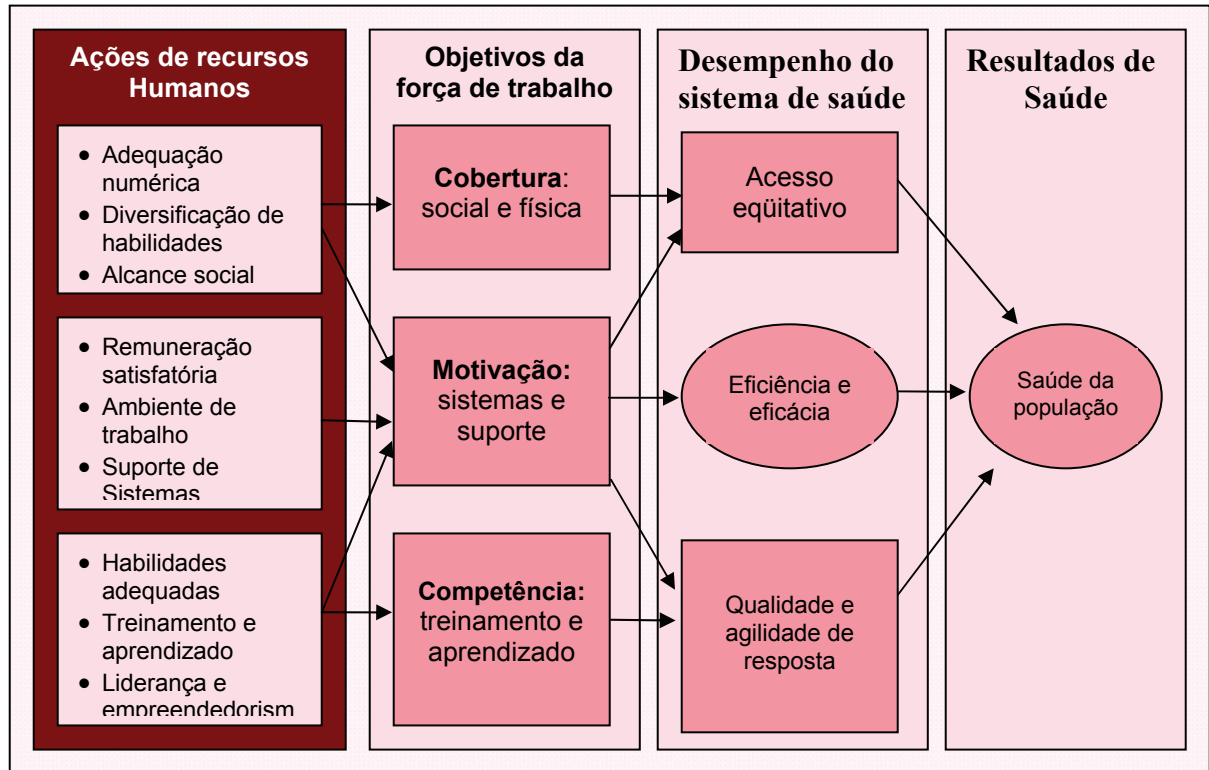 Ações de recursos
Humanos
• Adequação
numérica
• Diversificação de
habilidades
• Alcance social
• Remuneração
satisfatória
• Ambiente de
trabalho
• Suporte de
Sistemas
• Habilidades
adequadas
• Treinamento e
aprendizado
• Liderança e
empreendedorism
Objetivos da
força de trabalho
Cobertura:
social e física
Motivação:
sistemas e
suporte
Competência:
treinamento e
aprendizado
Desempenho do
sistema de saúde
Acesso
eqüitativo
Eficiência e
eficácia
Qualidade e
agilidade de
resposta
Resultados de
Saúde
Saúde da
população